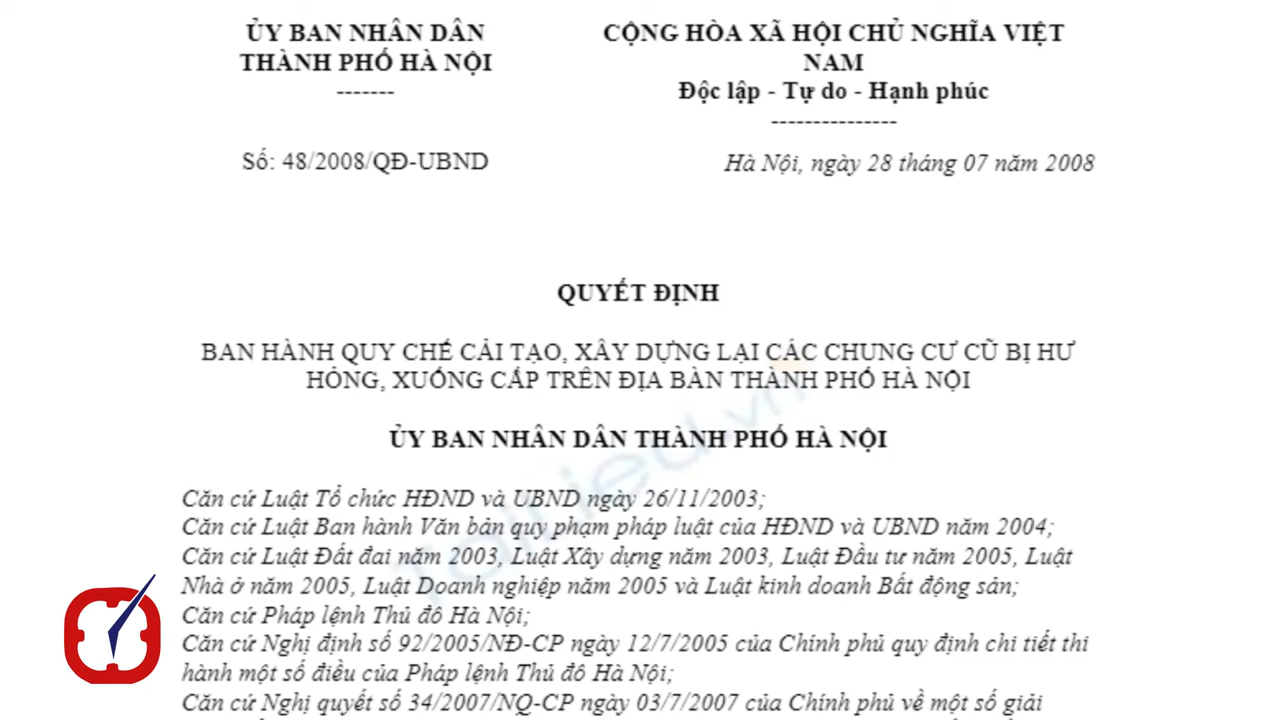 ỦY BAN NHÂN DÂN
THÀNH PHỐ HÀ NỘI
-------
CỘNG HÒA XÃ HỘI CHỦ NGHĨA VIỆT
NAM
Độc lập - Tự do - Hạnh phúc
---------------
Số: 48/2008/QĐ-UBND
Hà Nội, ngày 28 tháng 07 năm 2008
QUYẾT ĐỊNH
BAN HÀNH QUY CHẾ CẢI TẠO, XÂY DỰNG LẠI CÁC CHUNG CƯ CŨ BỊ HƯ
HỎNG, XUỐNG CẤP TRÊN ĐỊA BÀN THÀNH PHỐ HÀ NỘI
ỦY BAN NHÂN DÂN THÀNH PHỐ HÀ NỘI
Căn cứ Luật Tổ chức HĐND và UBND ngày 26/11/2003;
Căn cứ Luật Ban hành Văn bản quy phạm pháp luật của HĐND và UBND năm 2004;
Căn cứ Luật Đất đai năm 2003, Luật Xây dựng năm 2003, Luật Đầu tư năm 2005, Luật
Nhà ở năm 2005, Luật Doanh nghiệp năm 2005 và Luật kinh doanh Bất động sản;
Căn cứ Pháp lệnh Thủ đô Hà Nội;
Căn cứ Nghị định số 92/2005/NĐ-CP ngày 12/7/2005 của Chính phủ quy định chi tiết thi
hành một số điều của Pháp lệnh Thủ đô Hà Nội;
Căn cứ Nghị quyết số 34/2007/NQ-CP ngày 03/7/2007 của Chính phủ về một số giải
TaiLieu.vn